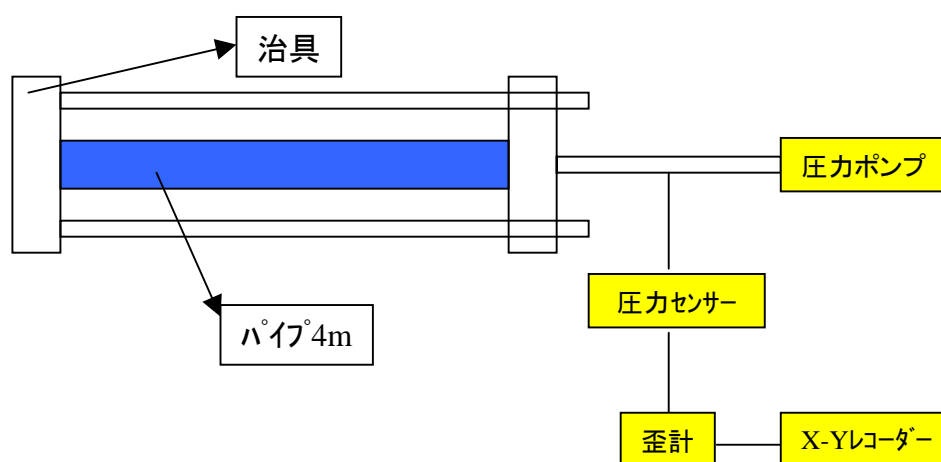 治具
圧力ポンプ
圧力センサー
ﾊﾟｲﾌﾟ4m
歪計
X-Yﾚｺｰﾀﾞｰ